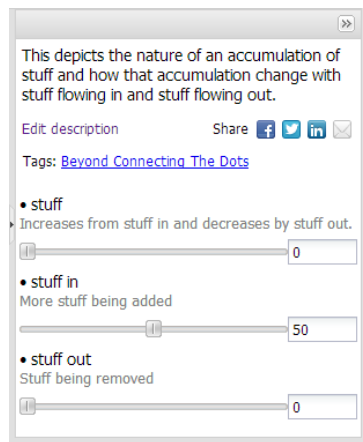 This depicts the nature of an accumulation of
stuff and how that accumulation change with
stuff flowing in and stuff flowing out.
Edit description Share
Tags: Beyond Connecting The Dots
• stuff
Increases from stuff in and decreases by stuff out.
0
• stuff in
More stuff being added
50
• stuff out
Stuff being removed
0